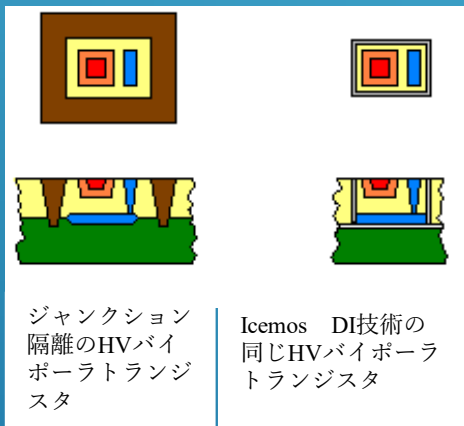 ジャンクション
隔離のHVバイ
ポーラトランジ
スタ
Icemos　DI技術の
同じHVバイポーラ
トランジスタ